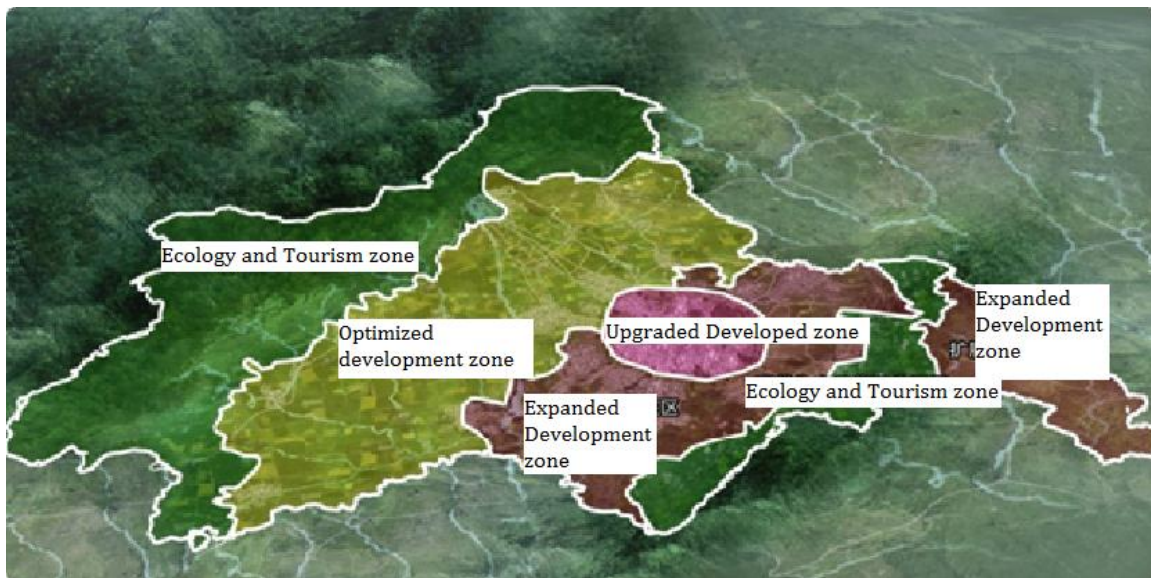 Ecology and Tourism zone
Optimized
development zone
Upgraded Developed zone
Expanded
Development
zone
Ecology and Tourism zone
Expanded
Development
zone